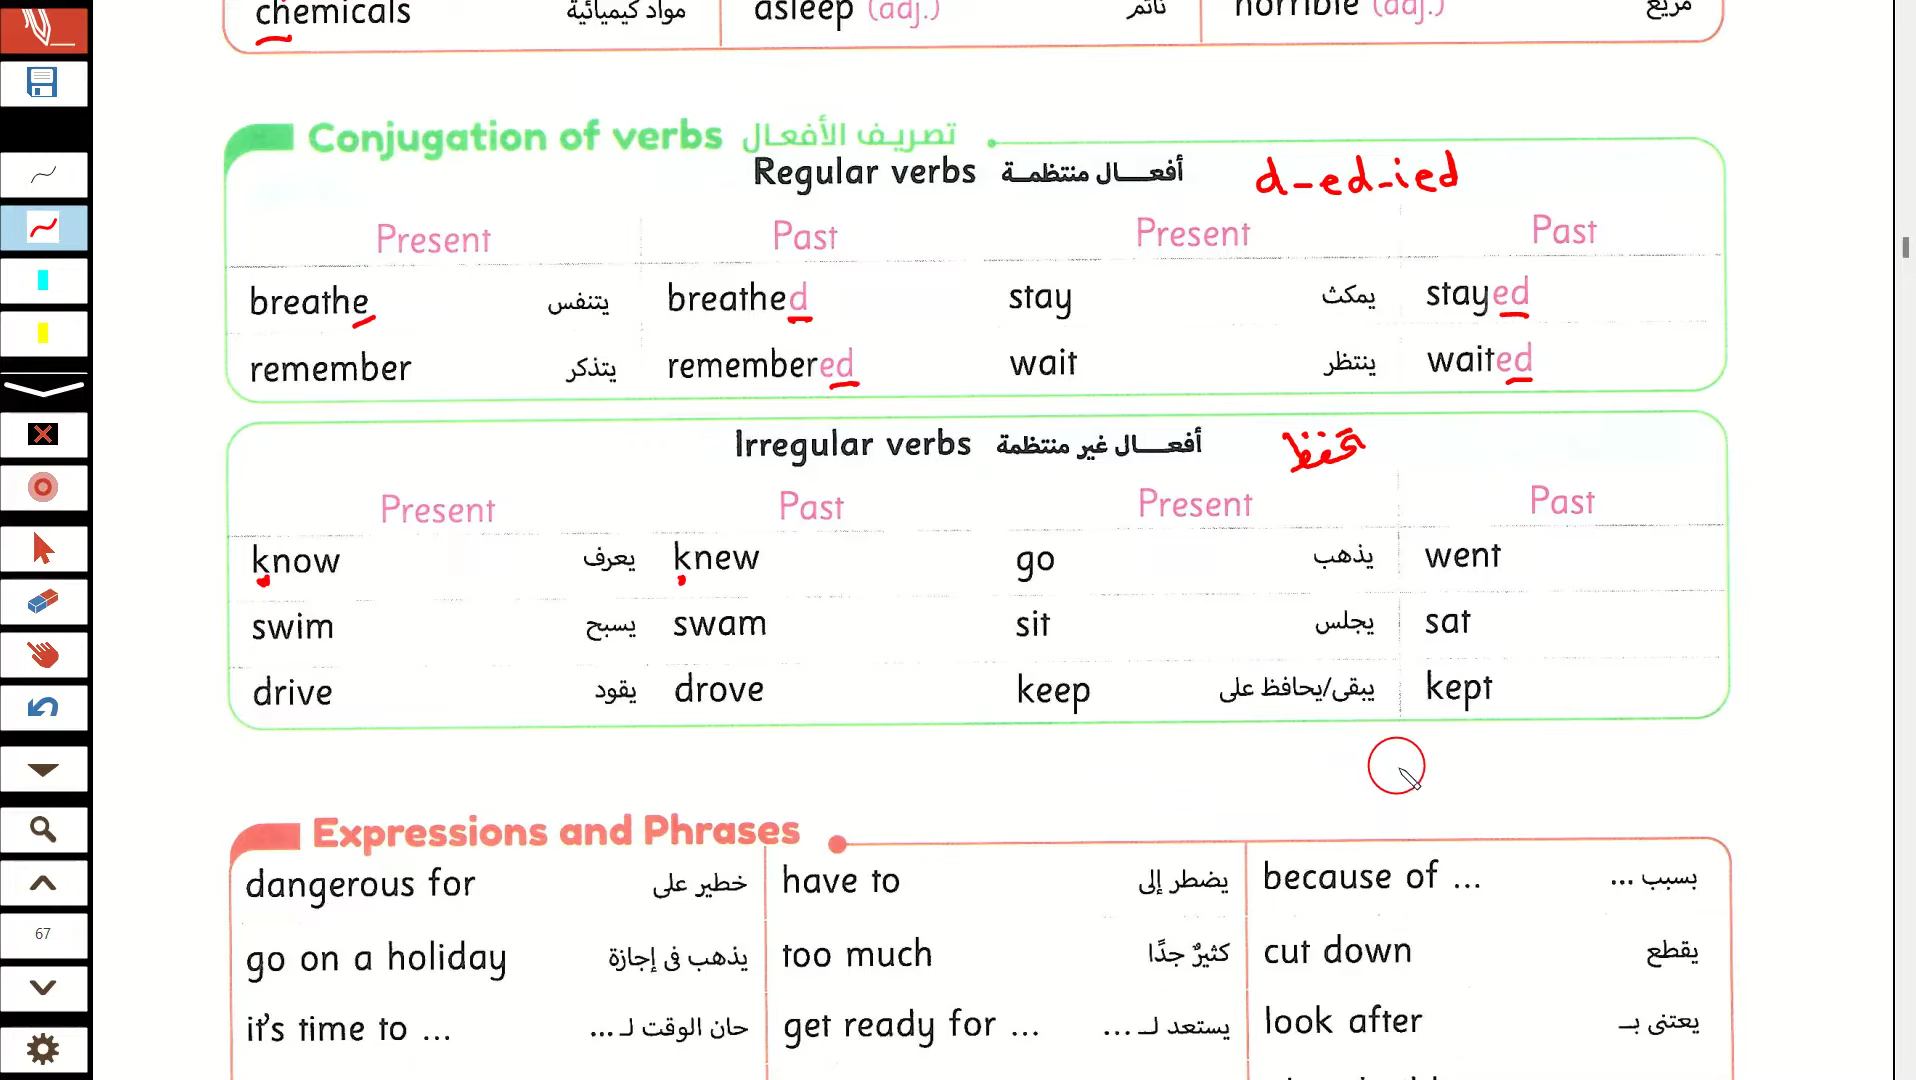 chemicals مواد كيميائية asleep (adj.) نائم horrible (adj.) مريع
Conjugation of verbs تصريف الأفعال
Regular verbs أفعال منتظمة d-ed-ied
Present Past Present Past
breathe يتنفس breathed stay يمكث stayed
remember يتذكر remembered wait ينتظر waited
Irregular verbs أفعال غير منتظمة تحفظ
Present Past Present Past
know يعرف knew go يذهب went
swim يسبح swam sit يجلس sat
drive يقود drove keep يبقى/يحافظ على kept
Expressions and Phrases
dangerous for خطير على have to يضطر إلى because of ... بسبب ...
go on a holiday يذهب فى إجازة too much كثيرٌ جدًا cut down يقطع
it's time to ... حان الوقت لـ ... get ready for ... يستعد لـ ... look after يعتنى بـ
67